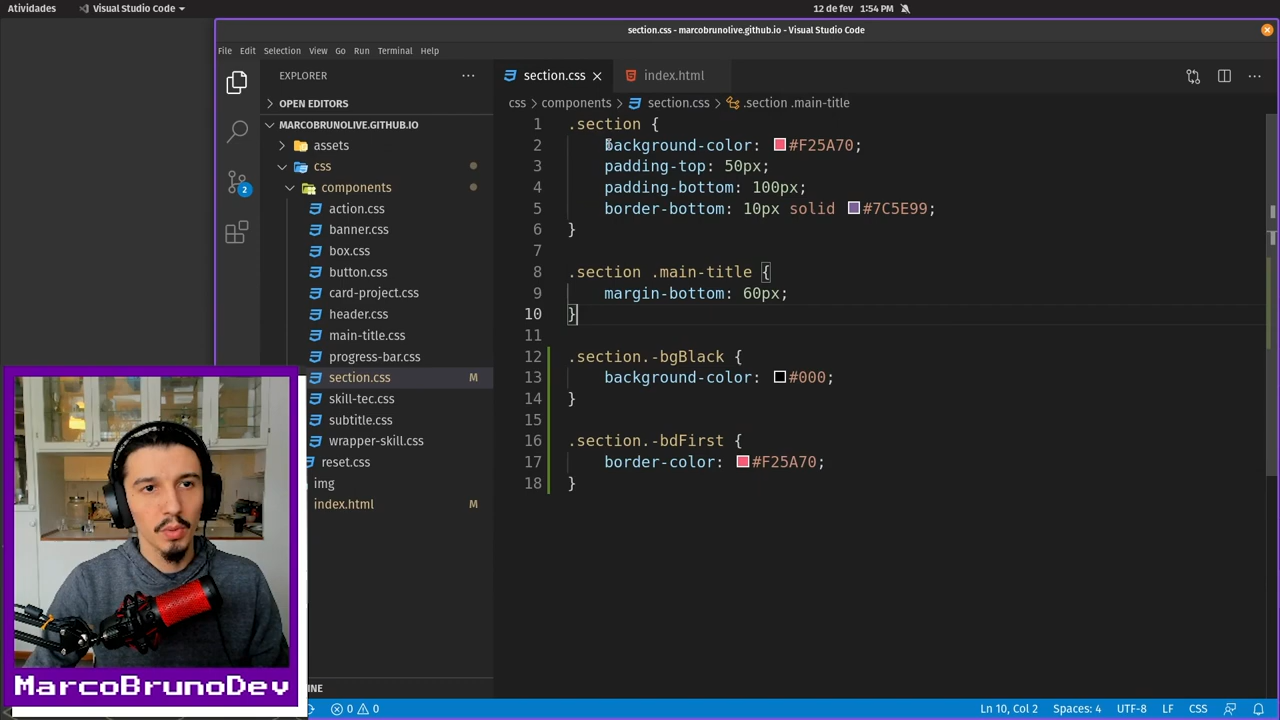 Atividades
Visual Studio Code
12 de fev 1:54 PM
section.css - marcobrunolive.github.io - Visual Studio Code
File Edit Selection View Go Run Terminal Help
EXPLORER
OPEN EDITORS
MARCOBRUNOLIVE.GITHUB.IO
assets
css
components
action.css
banner.css
box.css
button.css
card-project.css
header.css
main-title.css
progress-bar.css
section.css M
skill-tec.css
subtitle.css
wrapper-skill.css
reset.css
img
index.html M
2
section.css index.html
css > components > section.css > .section .main-title
1 .section {
2 background-color: #F25A70;
3 padding-top: 50px;
4 padding-bottom: 100px;
5 border-bottom: 10px solid #7C5E99;
6 }
7
8 .section .main-title {
9 margin-bottom: 60px;
10 }
11
12 .section.-bgBlack {
13 background-color: #000;
14 }
15
16 .section.-bdFirst {
17 border-color: #F25A70;
18 }
MarcoBrunoDev
0 0
Ln 10, Col 2 Spaces: 4 UTF-8 LF CSS